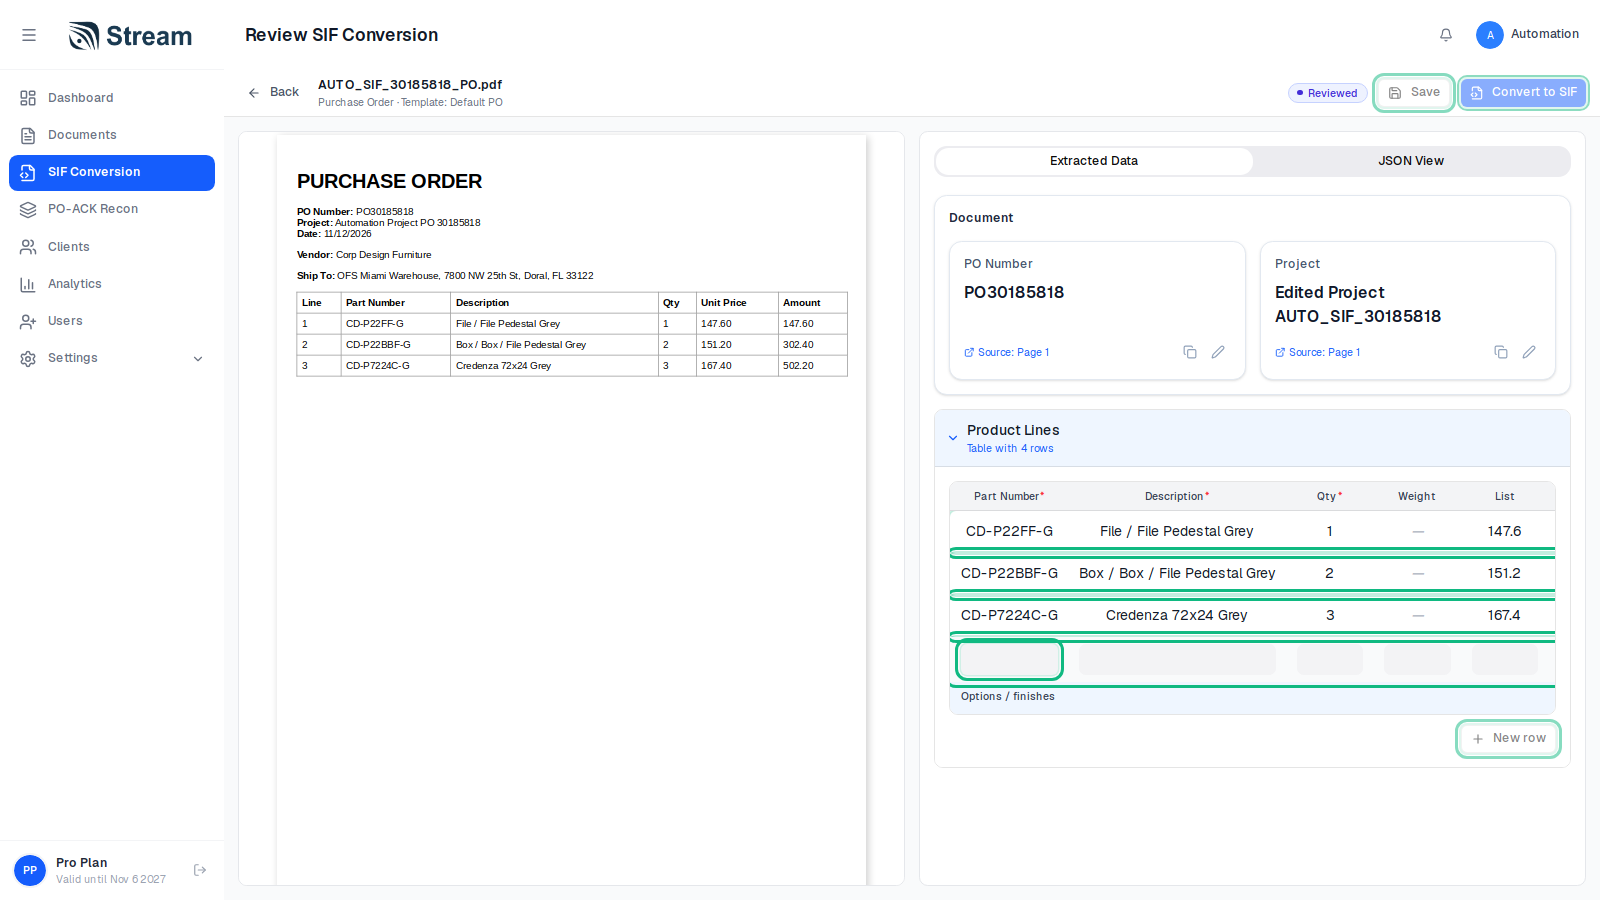 Stream
Review SIF Conversion
A
Automation
Dashboard
Documents
SIF Conversion
PO-ACK Recon
Clients
Analytics
Users
Settings
PP
Pro Plan
Valid until Nov 6 2027
Back
AUTO_SIF_30185818_PO.pdf
Purchase Order · Template: Default PO
Reviewed
Save
Convert to SIF
PURCHASE ORDER
PO Number: PO30185818
Project: Automation Project PO 30185818
Date: 11/12/2026
Vendor: Corp Design Furniture
Ship To: OFS Miami Warehouse, 7800 NW 25th St, Doral, FL 33122
Line Part Number Description Qty Unit Price Amount
1 CD-P22FF-G File / File Pedestal Grey 1 147.60 147.60
2 CD-P22BBF-G Box / Box / File Pedestal Grey 2 151.20 302.40
3 CD-P7224C-G Credenza 72x24 Grey 3 167.40 502.20
Extracted Data
JSON View
Document
PO Number
PO30185818
Source: Page 1
Project
Edited Project
AUTO_SIF_30185818
Source: Page 1
Product Lines
Table with 4 rows
Part Number* Description* Qty* Weight List
CD-P22FF-G File / File Pedestal Grey 1 — 147.6
CD-P22BBF-G Box / Box / File Pedestal Grey 2 — 151.2
CD-P7224C-G Credenza 72x24 Grey 3 — 167.4
Options / finishes
New row